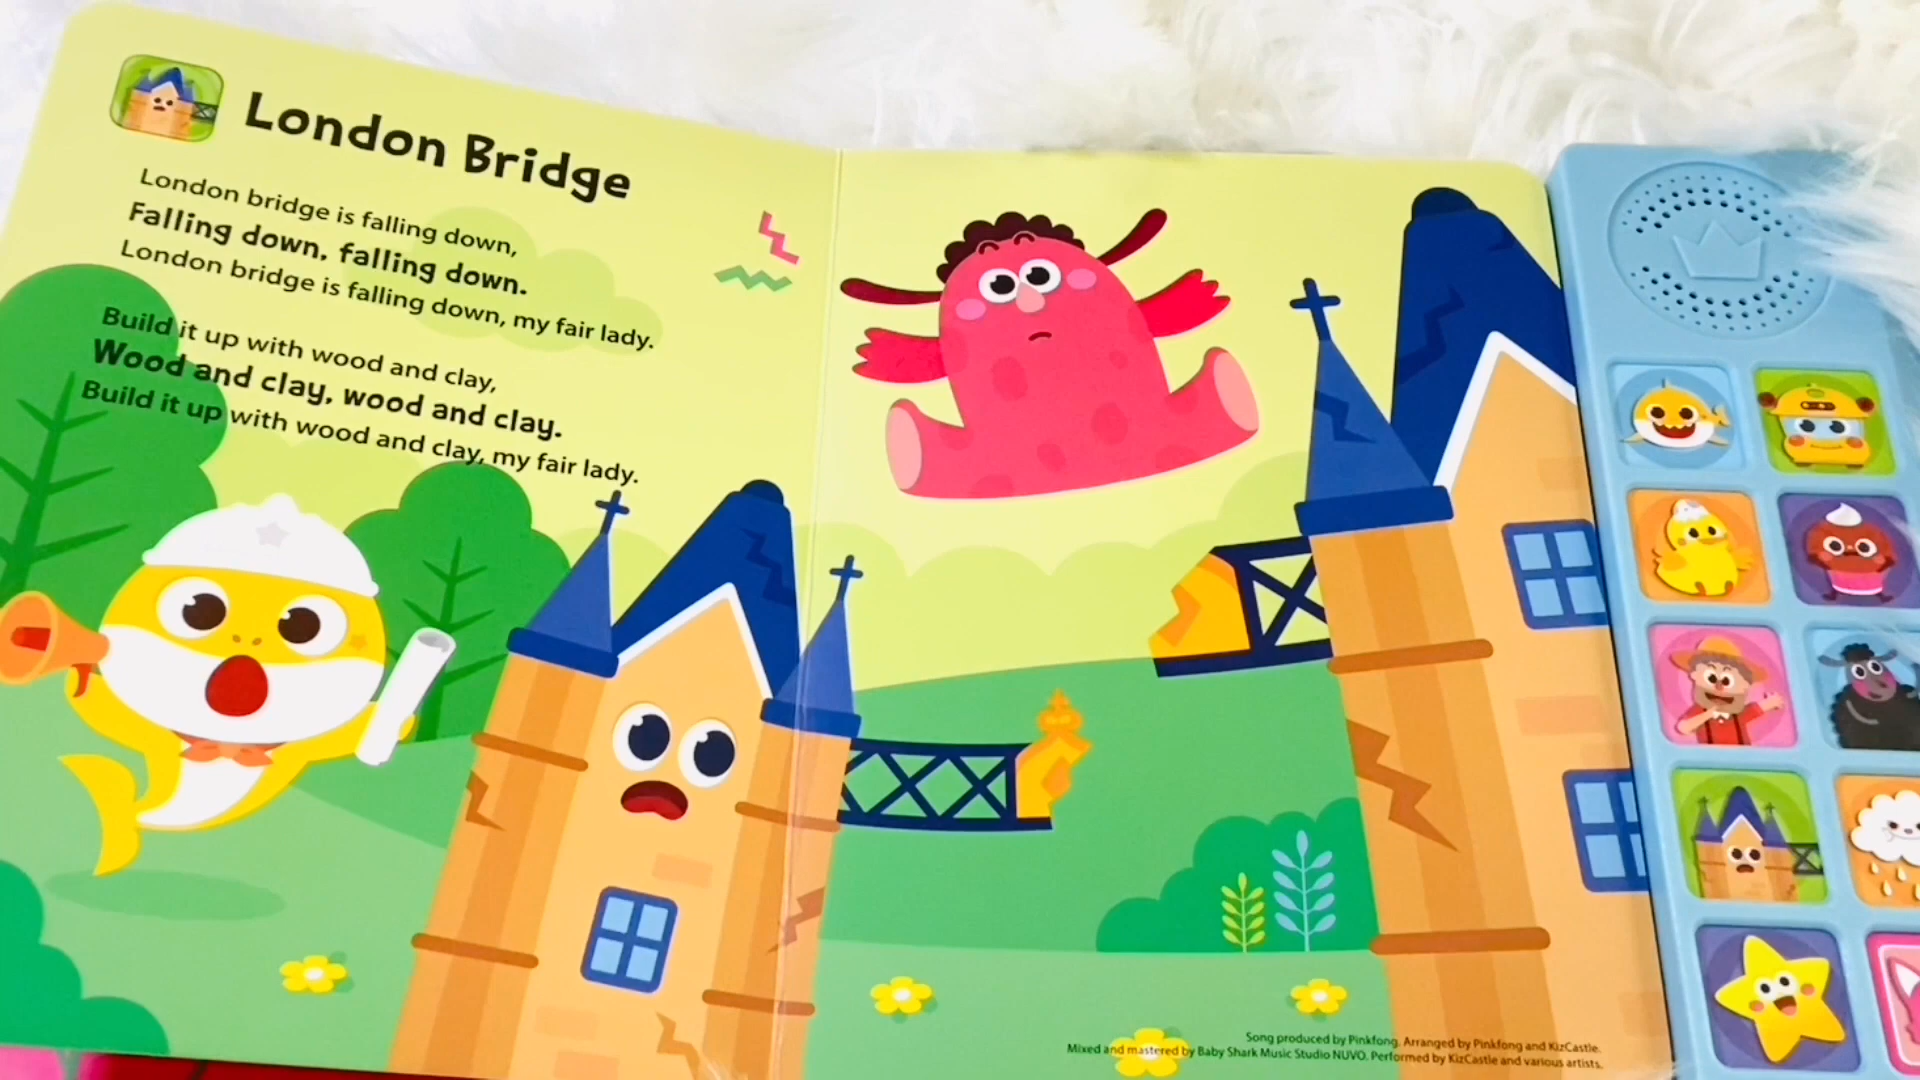 London Bridge
London bridge is falling down,
Falling down, falling down.
London bridge is falling down, my fair lady.
Build it up with wood and clay,
Wood and clay, wood and clay.
Build it up with wood and clay, my fair lady.
Song produced by Pinkfong. Arranged by Pinkfong and KizCastle.
Mixed and mastered by Baby Shark Music Studio NUVO. Performed by KizCastle and various artists.